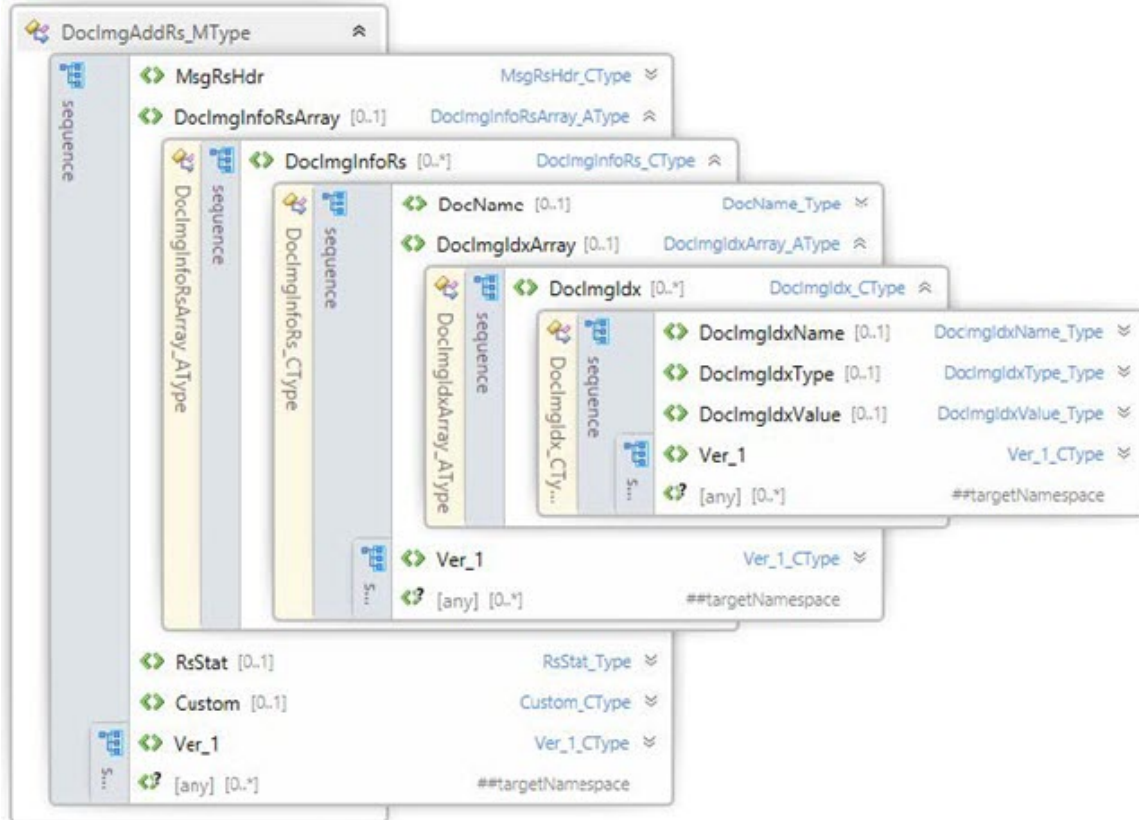 DocImgAddRs_MType
sequence
MsgRsHdr MsgRsHdr_CType
DocImgInfoRsArray [0..1] DocImgInfoRsArray_AType
DocImgInfoRsArray_AType
sequence
DocImgInfoRs [0..*] DocImgInfoRs_CType
DocImgInfoRs_CType
sequence
DocName [0..1] DocName_Type
DocImgIdxArray [0..1] DocImgIdxArray_AType
DocImgIdxArray_AType
sequence
DocImgIdx [0..*] DocImgIdx_CType
DocImgIdx_CTy...
sequence
DocImgIdxName [0..1] DocImgIdxName_Type
DocImgIdxType [0..1] DocImgIdxType_Type
DocImgIdxValue [0..1] DocImgIdxValue_Type
s...
Ver_1 Ver_1_CType
[any] [0..*] ##targetNamespace
s...
Ver_1 Ver_1_CType
[any] [0..*] ##targetNamespace
RsStat [0..1] RsStat_Type
Custom [0..1] Custom_CType
s...
Ver_1 Ver_1_CType
[any] [0..*] ##targetNamespace